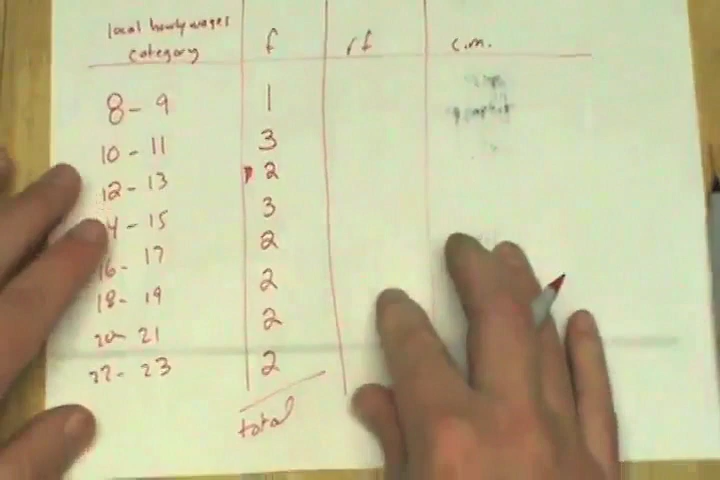 local hourly wages
category f rf c.m.
8 - 9 1
10 - 11 3
12 - 13 2
4 - 15 3
16 - 17 2
18 - 19 2
20 - 21 2
22 - 23 2
total